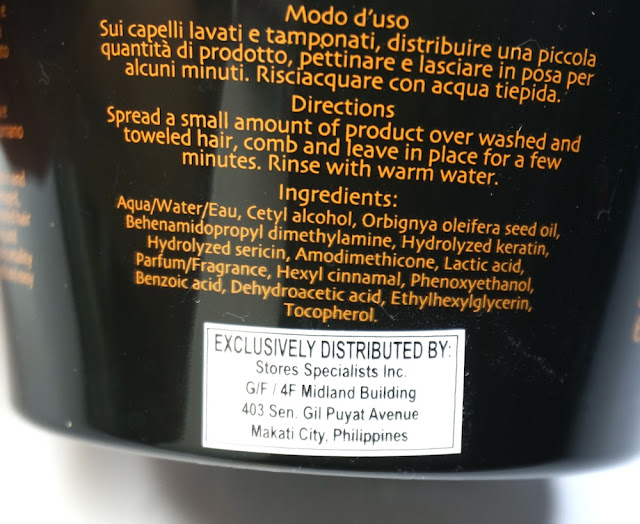 Modo d'uso
Sui capelli lavati e tamponati, distribuire una piccola
quantità di prodotto, pettinare e lasciare in posa per
alcuni minuti. Risciacquare con acqua tiepida.
Directions
Spread a small amount of product over washed and
toweled hair, comb and leave in place for a few
minutes. Rinse with warm water.
Ingredients:
Aqua/Water/Eau, Cetyl alcohol, Orbignya oleifera seed oil,
Behenamidopropyl dimethylamine, Hydrolyzed keratin,
Hydrolyzed sericin, Amodimethicone, Lactic acid,
Parfum/Fragrance, Hexyl cinnamal, Phenoxyethanol,
Benzoic acid, Dehydroacetic acid, Ethylhexylglycerin,
Tocopherol.
EXCLUSIVELY DISTRIBUTED BY:
Stores Specialists Inc.
G/F / 4F Midland Building
403 Sen. Gil Puyat Avenue
Makati City, Philippines